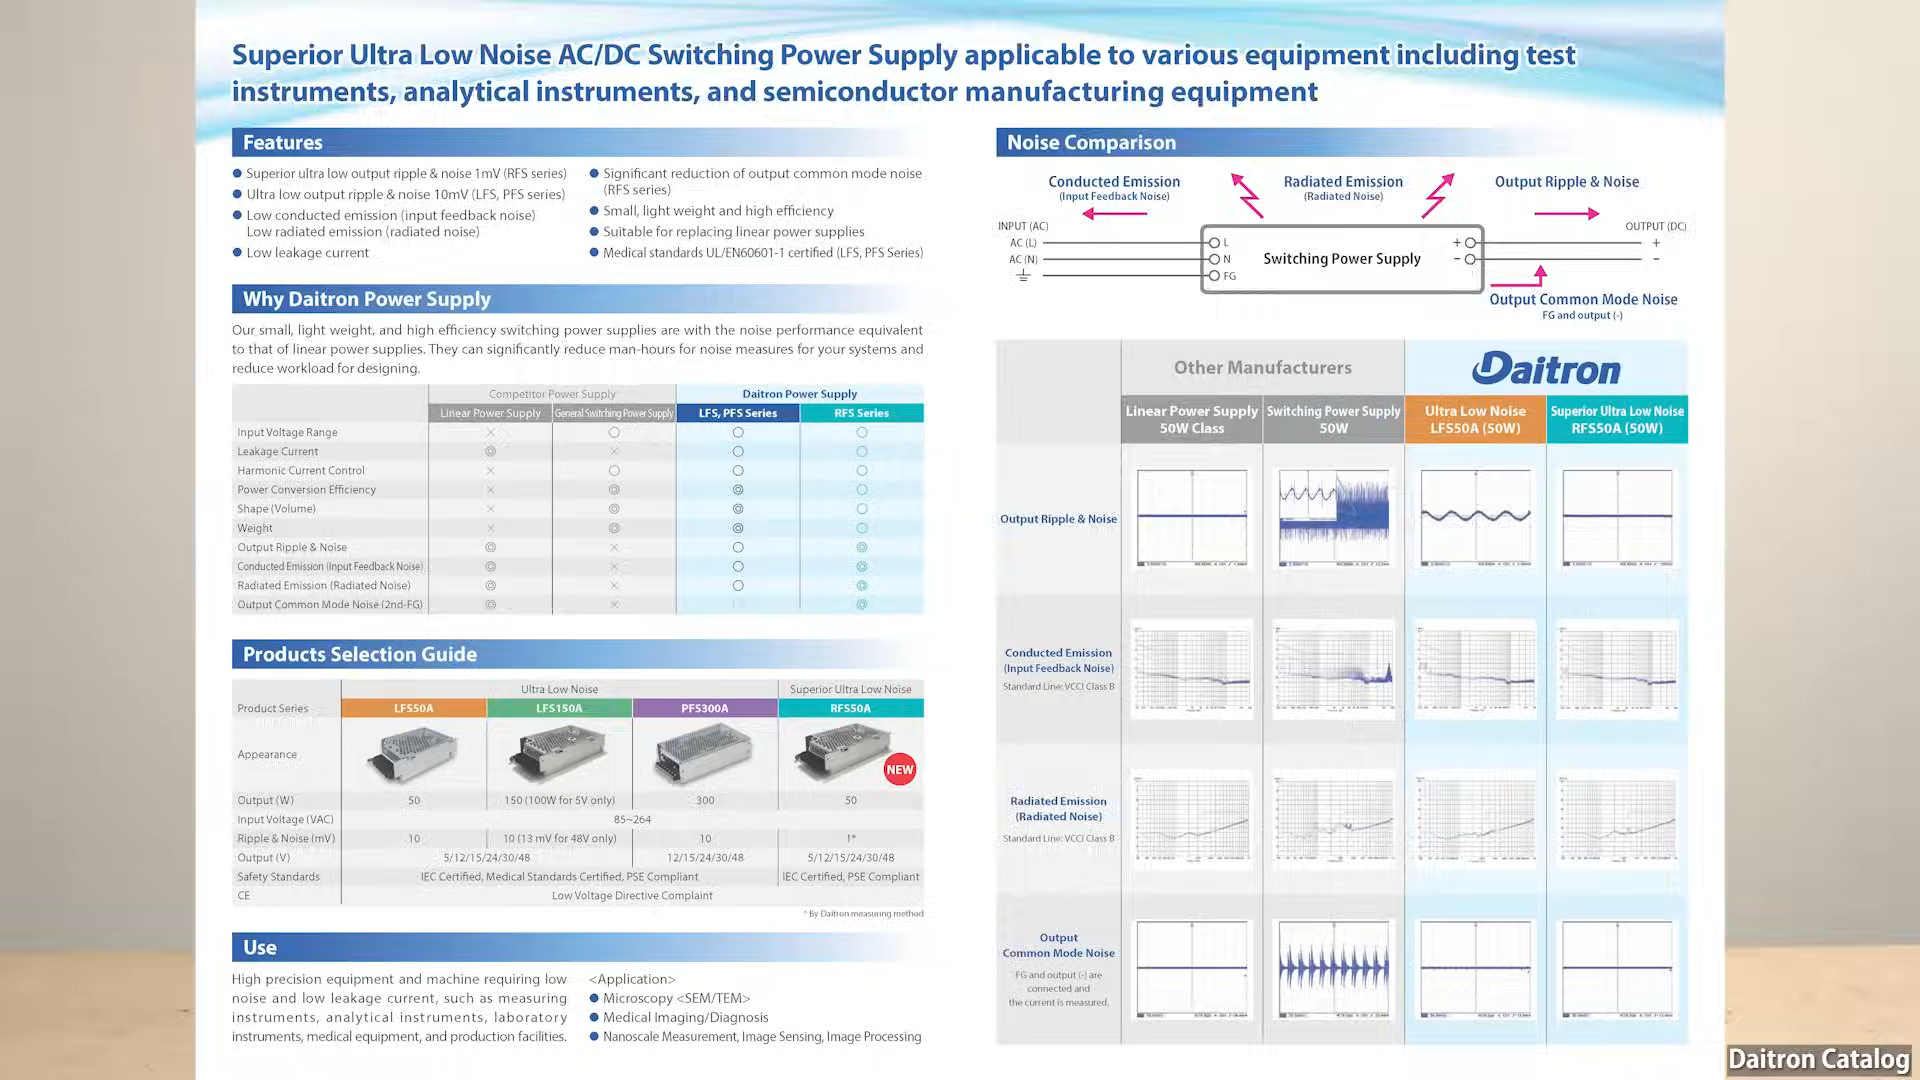 Superior Ultra Low Noise AC/DC Switching Power Supply applicable to various equipment including test
instruments, analytical instruments, and semiconductor manufacturing equipment
Features
● Superior ultra low output ripple & noise 1mV (RFS series)
● Ultra low output ripple & noise 10mV (LFS, PFS series)
● Low conducted emission (input feedback noise)
Low radiated emission (radiated noise)
● Low leakage current
● Significant reduction of output common mode noise
(RFS series)
● Small, light weight and high efficiency
● Suitable for replacing linear power supplies
● Medical standards UL/EN60601-1 certified (LFS, PFS Series)
Why Daitron Power Supply
Our small, light weight, and high efficiency switching power supplies are with the noise performance equivalent
to that of linear power supplies. They can significantly reduce man-hours for noise measures for your systems and
reduce workload for designing.
Competitor Power Supply Daitron Power Supply
Linear Power Supply General Switching Power Supply LFS, PFS Series RFS Series
Input Voltage Range × ○ ○ ○
Leakage Current ◎ × ○ ○
Harmonic Current Control × ○ ○ ○
Power Conversion Efficiency × ◎ ◎ ○
Shape (Volume) × ◎ ◎ ○
Weight × ◎ ◎ ○
Output Ripple & Noise ◎ × ○ ◎
Conducted Emission (Input Feedback Noise) ◎ × ○ ◎
Radiated Emission (Radiated Noise) ◎ × ○ ◎
Output Common Mode Noise (2nd-FG) ◎ × ◎
Products Selection Guide
Ultra Low Noise Superior Ultra Low Noise
Product Series LFS50A LFS150A PFS300A RFS50A
Appearance
NEW
Output (W) 50 150 (100W for 5V only) 300 50
Input Voltage (VAC) 85~264
Ripple & Noise (mV) 10 10 (13 mV for 48V only) 10 1*
Output (V) 5/12/15/24/30/48 12/15/24/30/48 5/12/15/24/30/48
Safety Standards IEC Certified, Medical Standards Certified, PSE Compliant IEC Certified, PSE Compliant
CE Low Voltage Directive Complaint
* By Daitron measuring method
Use
High precision equipment and machine requiring low
noise and low leakage current, such as measuring
instruments, analytical instruments, laboratory
instruments, medical equipment, and production facilities.
<Application>
● Microscopy <SEM/TEM>
● Medical Imaging/Diagnosis
● Nanoscale Measurement, Image Sensing, Image Processing
Noise Comparison
Conducted Emission
(Input Feedback Noise)
Radiated Emission
(Radiated Noise)
Output Ripple & Noise
INPUT (AC) OUTPUT (DC)
AC (L) L + +
AC (N) N Switching Power Supply - -
FG
Output Common Mode Noise
FG and output (-)
Other Manufacturers Daitron
Linear Power Supply
50W Class
Switching Power Supply
50W
Ultra Low Noise
LFS50A (50W)
Superior Ultra Low Noise
RFS50A (50W)
Output Ripple & Noise
Conducted Emission
(Input Feedback Noise)
Standard Line: VCCI Class B
Radiated Emission
(Radiated Noise)
Standard Line: VCCI Class B
Output
Common Mode Noise
FG and output (-) are
connected and
the current is measured.
Daitron Catalog